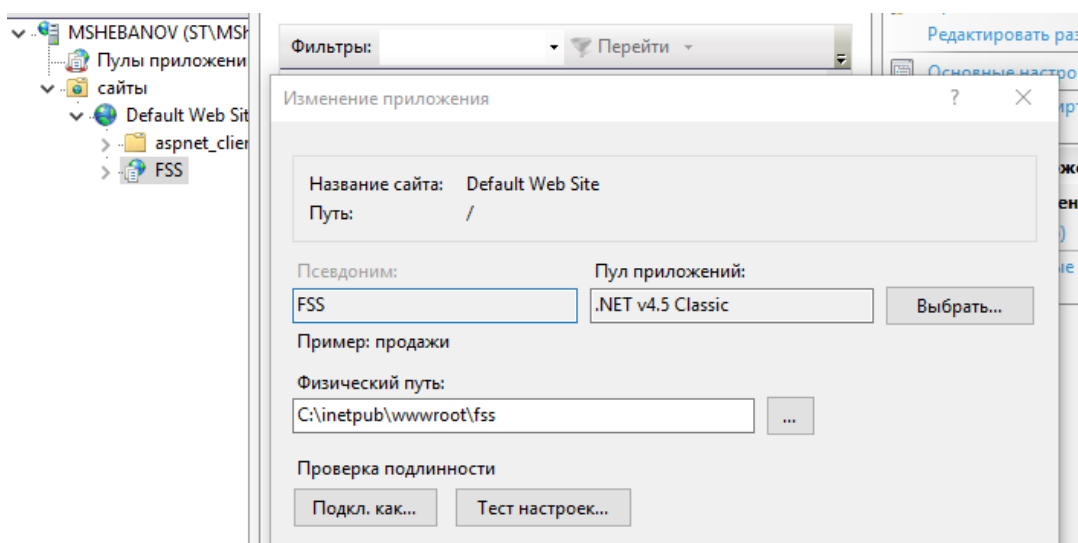 MSHEBANOV (ST\MSH
Пулы приложени
сайты
Default Web Sit
aspnet_clien
FSS
Фильтры:
Перейти
Редактировать раз
Основные настро
Изменение приложения
?
Название сайта: Default Web Site
Путь: /
Псевдоним: Пул приложений:
FSS .NET v4.5 Classic Выбрать...
Пример: продажи
Физический путь:
C:\inetpub\wwwroot\fss ...
Проверка подлинности
Подкл. как... Тест настроек...